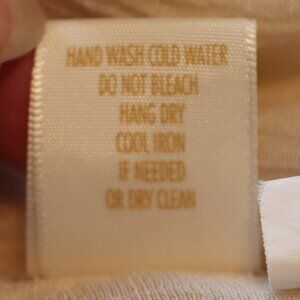 HAND WASH COLD WATER
DO NOT BLEACH
HANG DRY
COOL IRON
IF NEEDED
OR DRY CLEAN